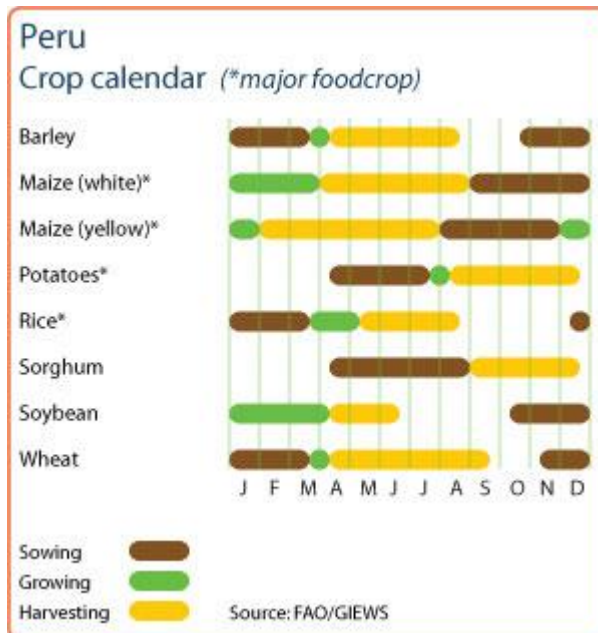 Peru
Crop calendar (*major foodcrop)
Barley
Maize (white)*
Maize (yellow)*
Potatoes*
Rice*
Sorghum
Soybean
Wheat
J F M A M J J A S O N D
Sowing
Growing
Harvesting
Source: FAO/GIEWS